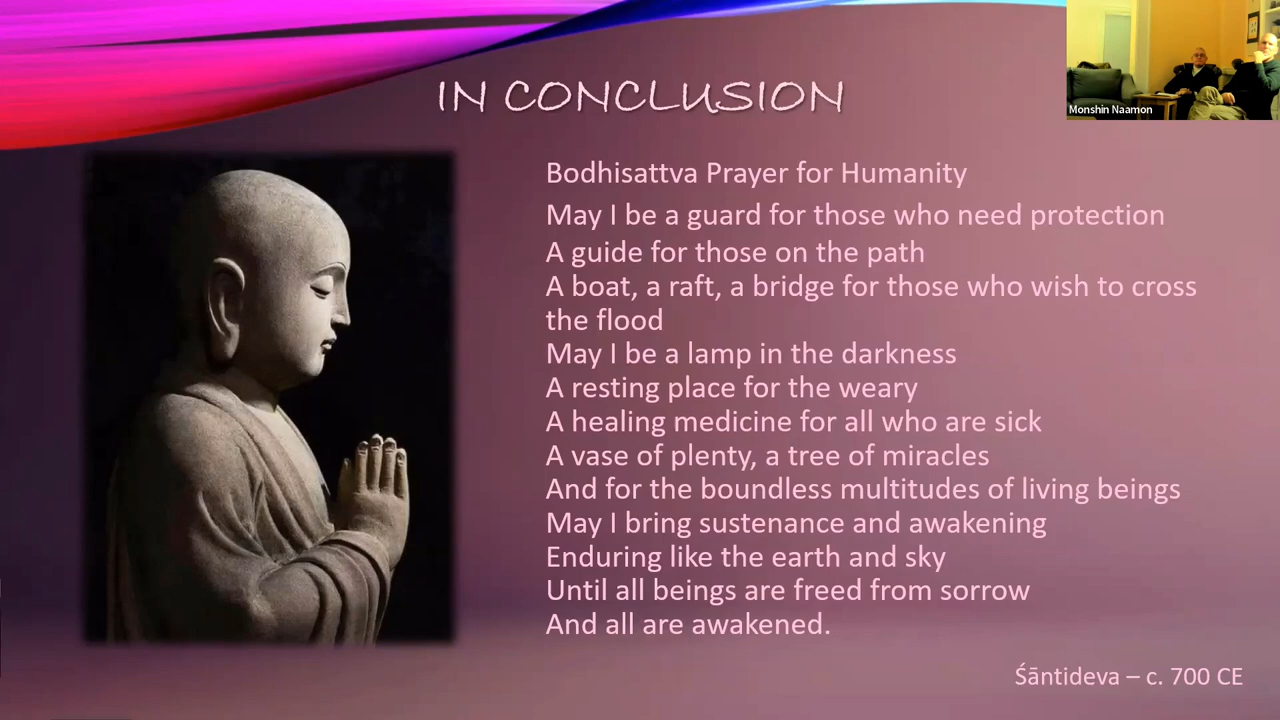 IN CONCLUSION
Monshin Naamon
Bodhisattva Prayer for Humanity
May I be a guard for those who need protection
A guide for those on the path
A boat, a raft, a bridge for those who wish to cross
the flood
May I be a lamp in the darkness
A resting place for the weary
A healing medicine for all who are sick
A vase of plenty, a tree of miracles
And for the boundless multitudes of living beings
May I bring sustenance and awakening
Enduring like the earth and sky
Until all beings are freed from sorrow
And all are awakened.
Śāntideva – c. 700 CE